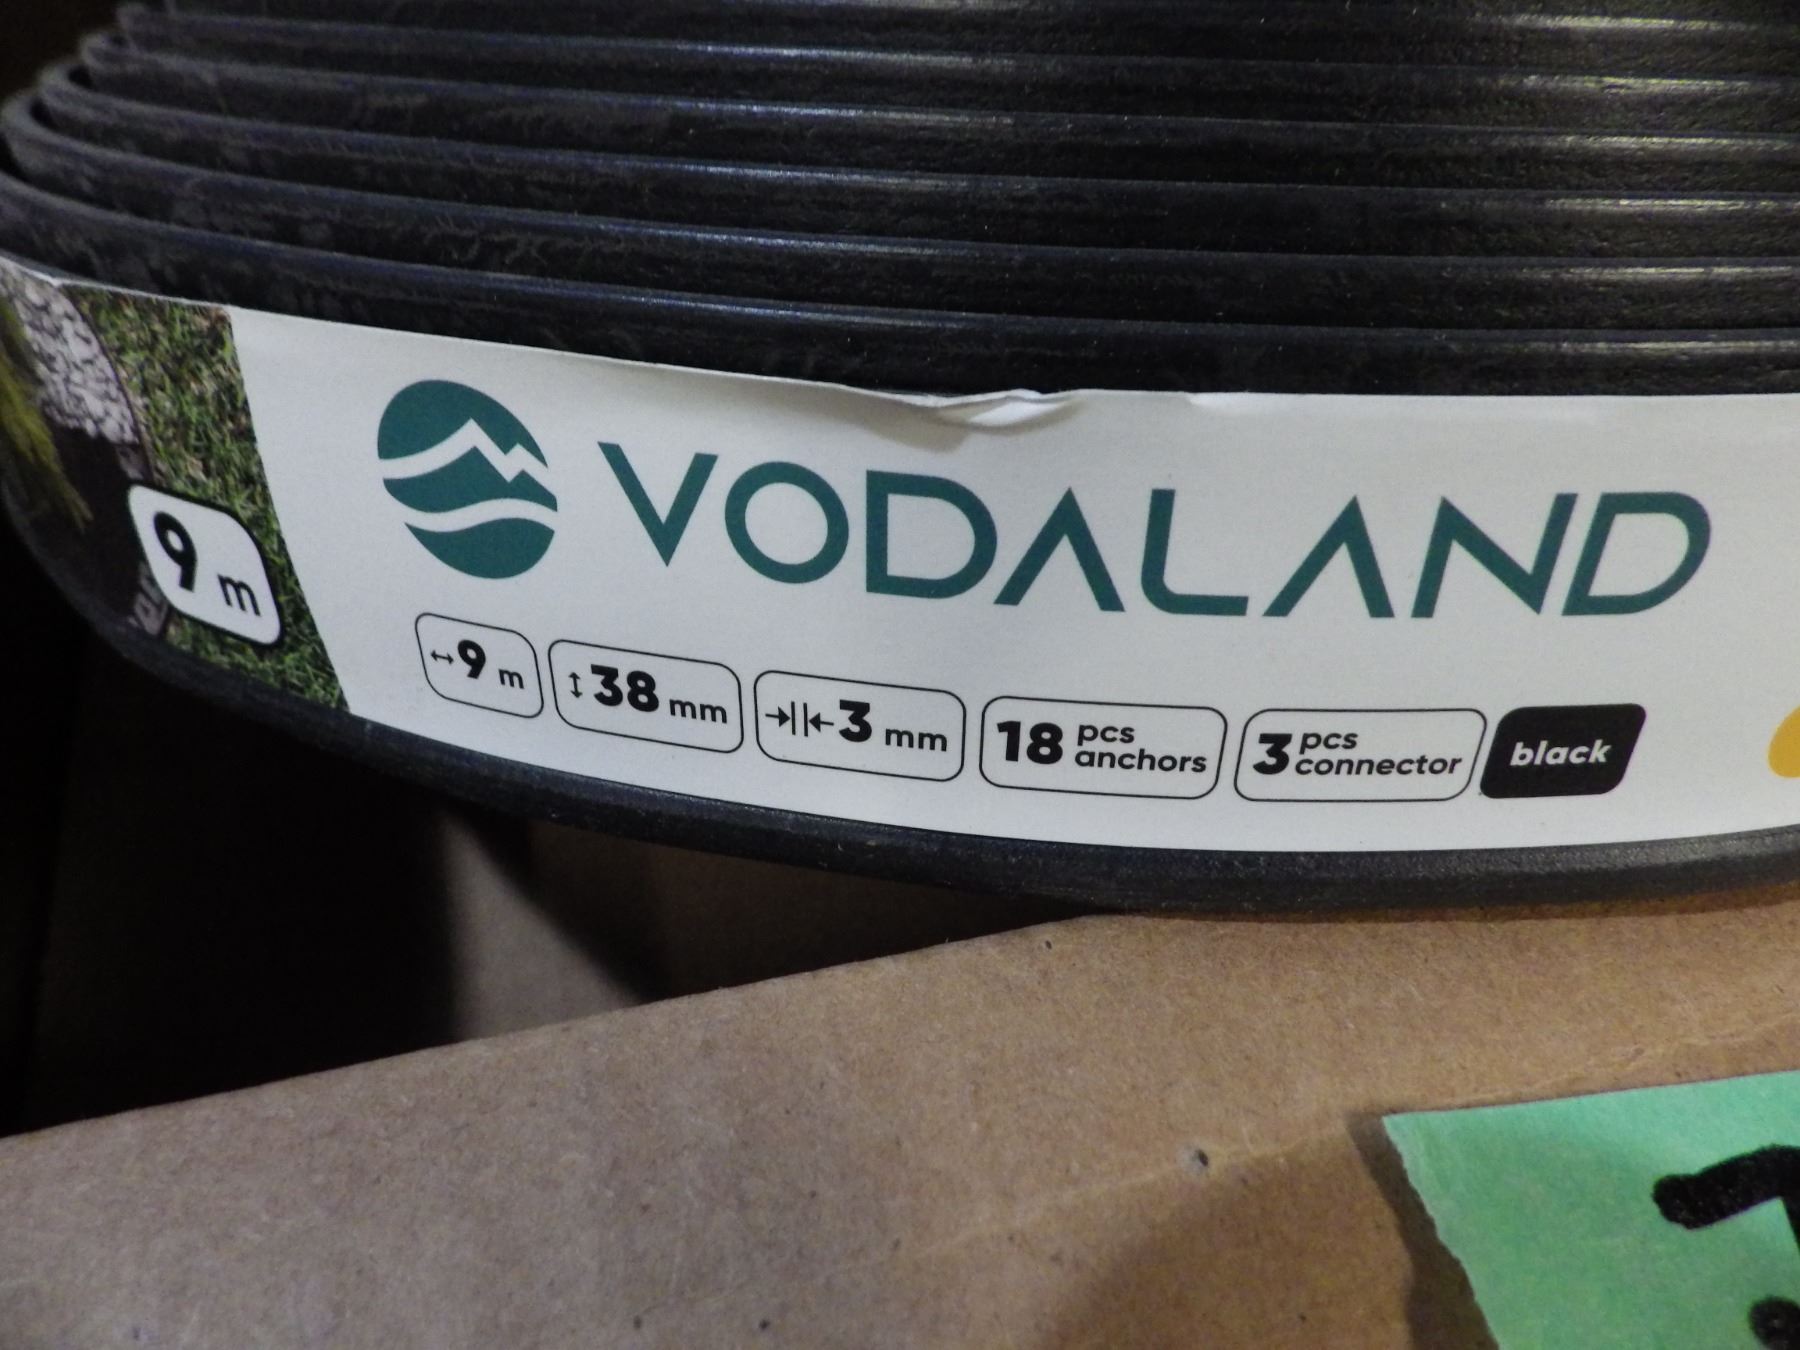 VODALAND
9 m
9 m 38 mm 3 mm 18 pcs anchors 3 pcs connector black